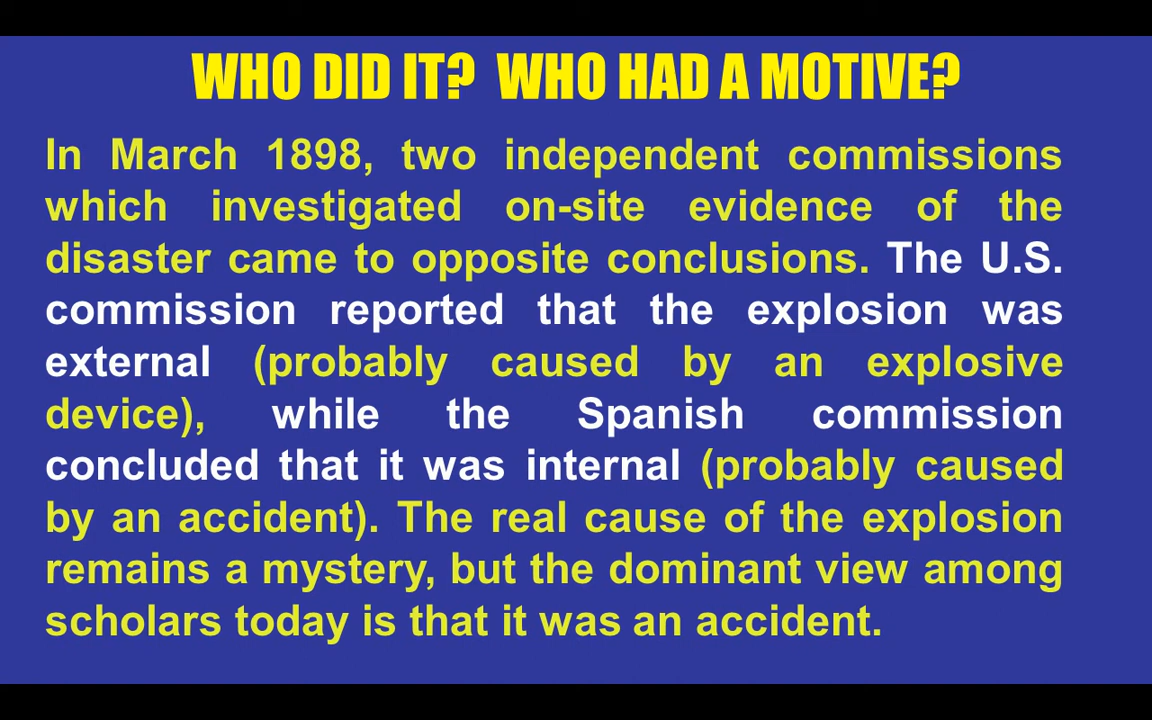 WHO DID IT? WHO HAD A MOTIVE?
In March 1898, two independent commissions
which investigated on-site evidence of the
disaster came to opposite conclusions. The U.S.
commission reported that the explosion was
external (probably caused by an explosive
device), while the Spanish commission
concluded that it was internal (probably caused
by an accident). The real cause of the explosion
remains a mystery, but the dominant view among
scholars today is that it was an accident.